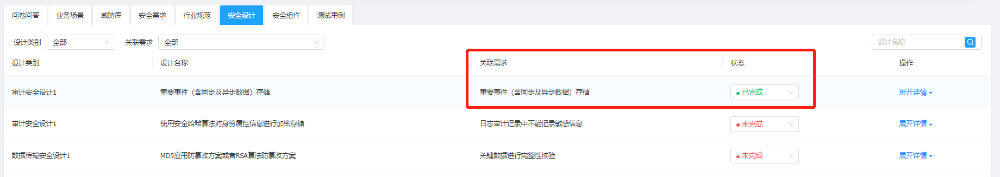 问卷问答 业务场景 威胁库 安全需求 行业规范 安全设计 安全组件 测试用例
设计类别 全部 关联需求 全部 设计名称
设计类别 设计名称 关联需求 状态 操作
审计安全设计1 重要事件（含同步及异步数据）存储 重要事件（含同步及异步数据）存储 已完成 展开详情
审计安全设计1 使用安全哈希算法对身份属性信息进行加密存储 日志审计记录中不能记录敏感信息 未完成 展开详情
数据传输安全设计1 MD5应用防篡改方案或者RSA算法防篡改方案 关键数据进行完整性校验 未完成 展开详情